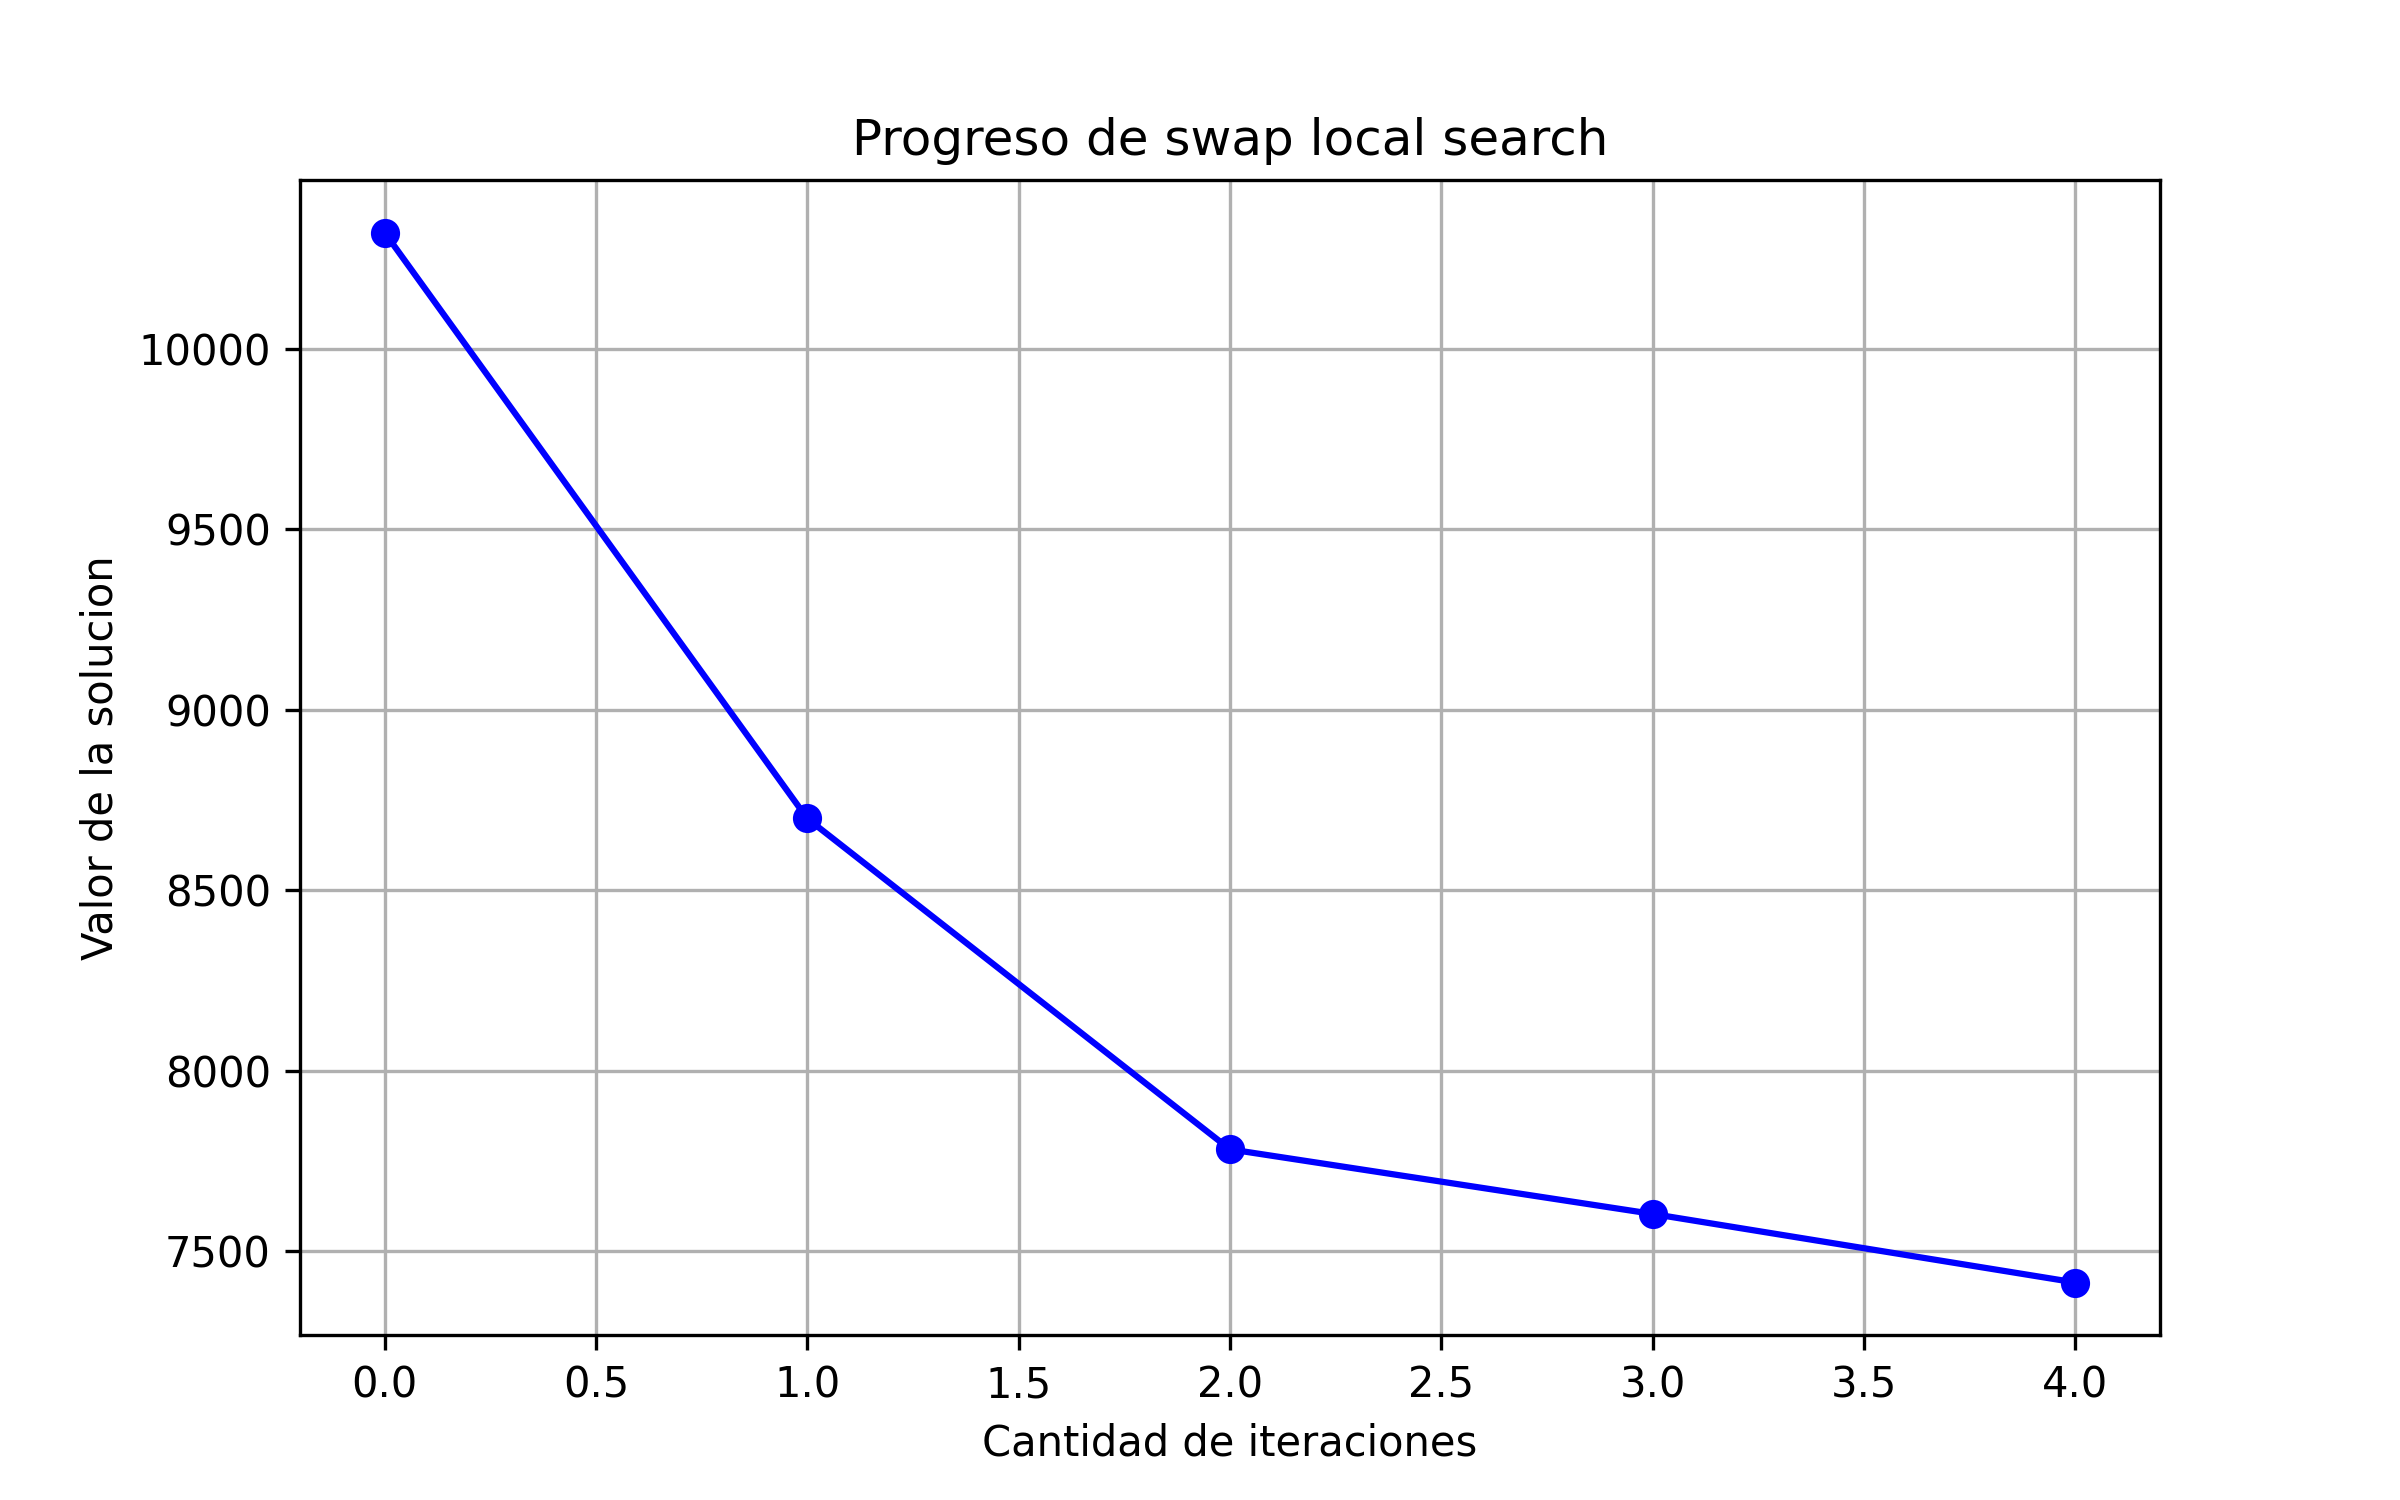 Progreso de swap local search
Valor de la solucion
10000
9500
9000
8500
8000
7500
0.0 0.5 1.0 1.5 2.0 2.5 3.0 3.5 4.0
Cantidad de iteraciones